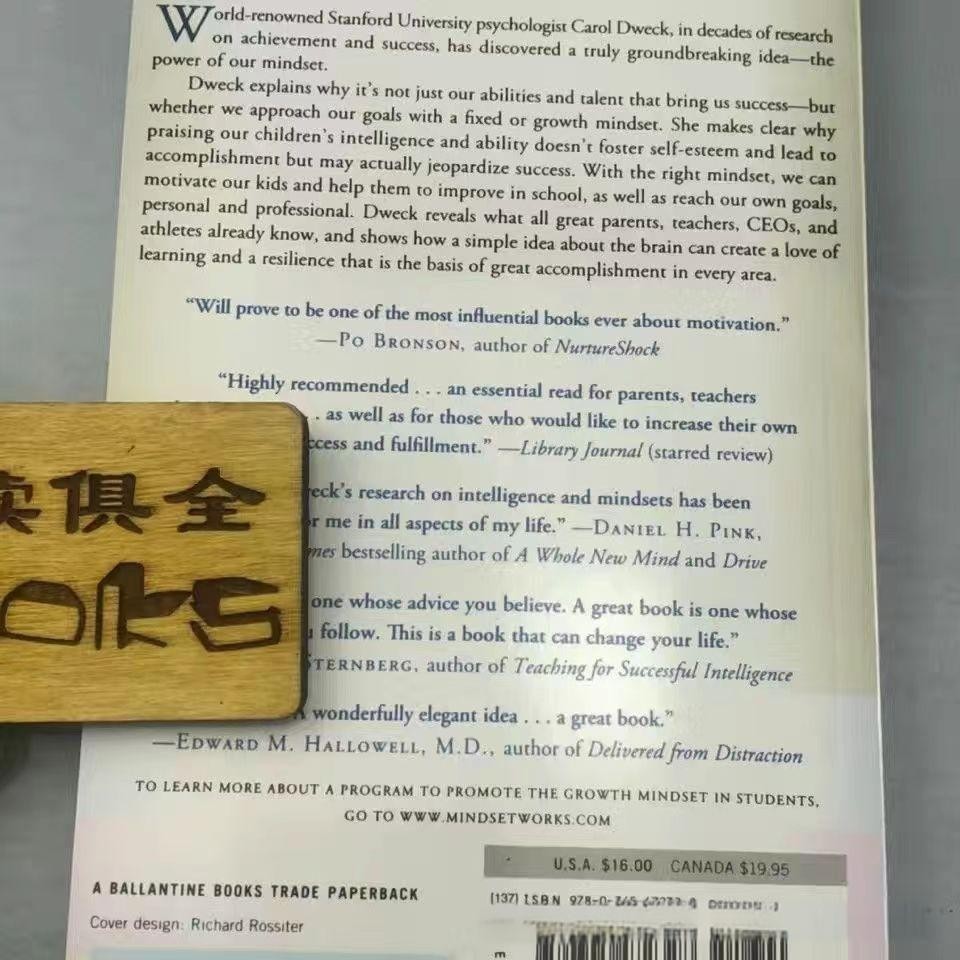 World-renowned Stanford University psychologist Carol Dweck, in decades of research
on achievement and success, has discovered a truly groundbreaking idea—the
power of our mindset.
Dweck explains why it's not just our abilities and talent that bring us success—but
whether we approach our goals with a fixed or growth mindset. She makes clear why
praising our children's intelligence and ability doesn't foster self-esteem and lead to
accomplishment but may actually jeopardize success. With the right mindset, we can
motivate our kids and help them to improve in school, as well as reach our own goals,
personal and professional. Dweck reveals what all great parents, teachers, CEOs, and
athletes already know, and shows how a simple idea about the brain can create a love of
learning and a resilience that is the basis of great accomplishment in every area.
“Will prove to be one of the most influential books ever about motivation.”
—PO BRONSON, author of NurtureShock
“Highly recommended . . . an essential read for parents, teachers
. . as well as for those who would like to increase their own
and fulfillment.” —Library Journal (starred review)
research on intelligence and mindsets has been
me in all aspects of my life.” —DANIEL H. PINK,
bestselling author of A Whole New Mind and Drive
one whose advice you believe. A great book is one whose
follow. This is a book that can change your life.”
STERNBERG, author of Teaching for Successful Intelligence
wonderfully elegant idea . . . a great book.”
—EDWARD M. HALLOWELL, M.D., author of Delivered from Distraction
TO LEARN MORE ABOUT A PROGRAM TO PROMOTE THE GROWTH MINDSET IN STUDENTS,
GO TO WWW.MINDSETWORKS.COM
俱全
U.S.A. $16.00 CANADA $19.95
A BALLANTINE BOOKS TRADE PAPERBACK
Cover design: Richard Rossiter
[137] ISBN 978-0-